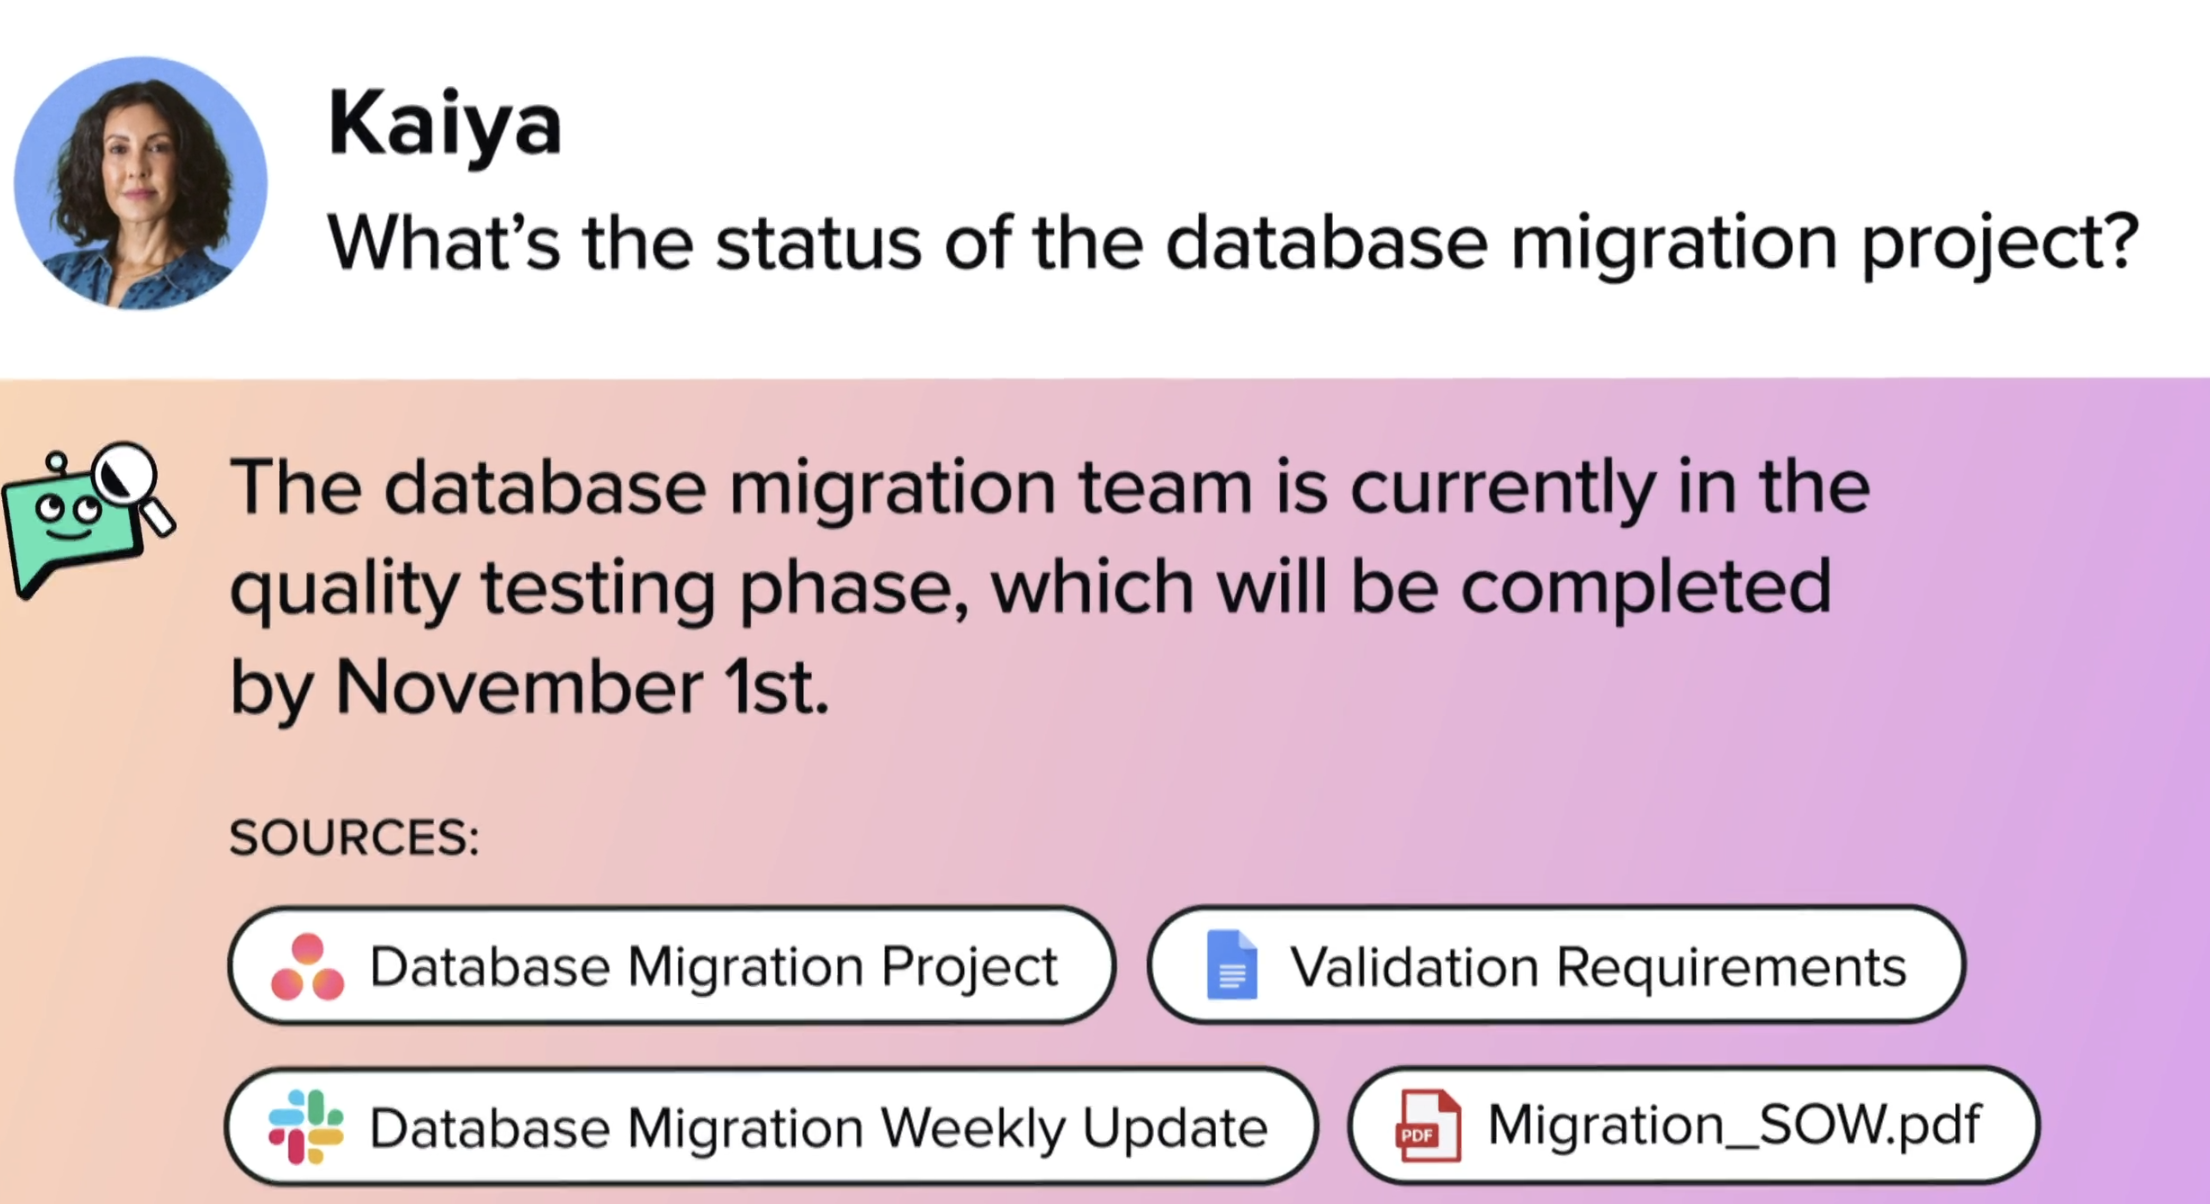 Kaiya
What’s the status of the database migration project?
The database migration team is currently in the
quality testing phase, which will be completed
by November 1st.
SOURCES:
Database Migration Project
Validation Requirements
Database Migration Weekly Update
PDF
Migration_SOW.pdf